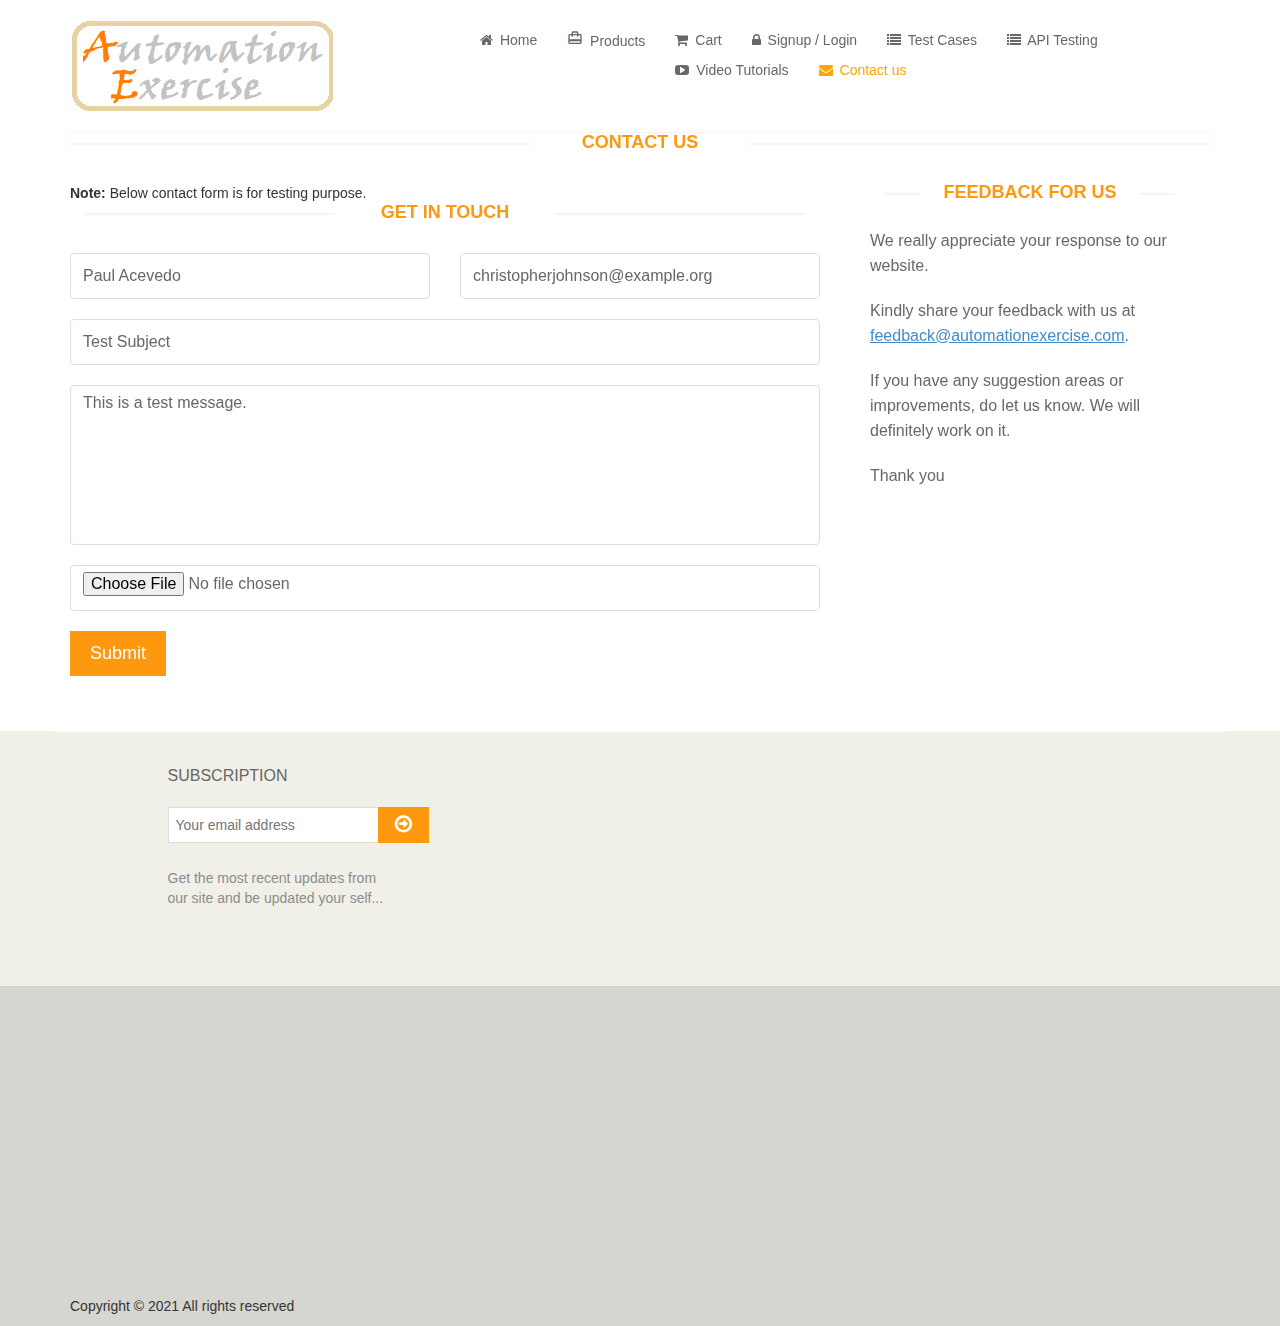 Automation
Exercise
Home
Products
Cart
Signup / Login
Test Cases
API Testing
Video Tutorials
Contact us
CONTACT US
Note: Below contact form is for testing purpose.
GET IN TOUCH
Paul Acevedo
christopherjohnson@example.org
Test Subject
This is a test message.
Choose File No file chosen
Submit
FEEDBACK FOR US
We really appreciate your response to our
website.
Kindly share your feedback with us at
feedback@automationexercise.com.
If you have any suggestion areas or
improvements, do let us know. We will
definitely work on it.
Thank you
SUBSCRIPTION
Your email address
Get the most recent updates from
our site and be updated your self...
Copyright © 2021 All rights reserved